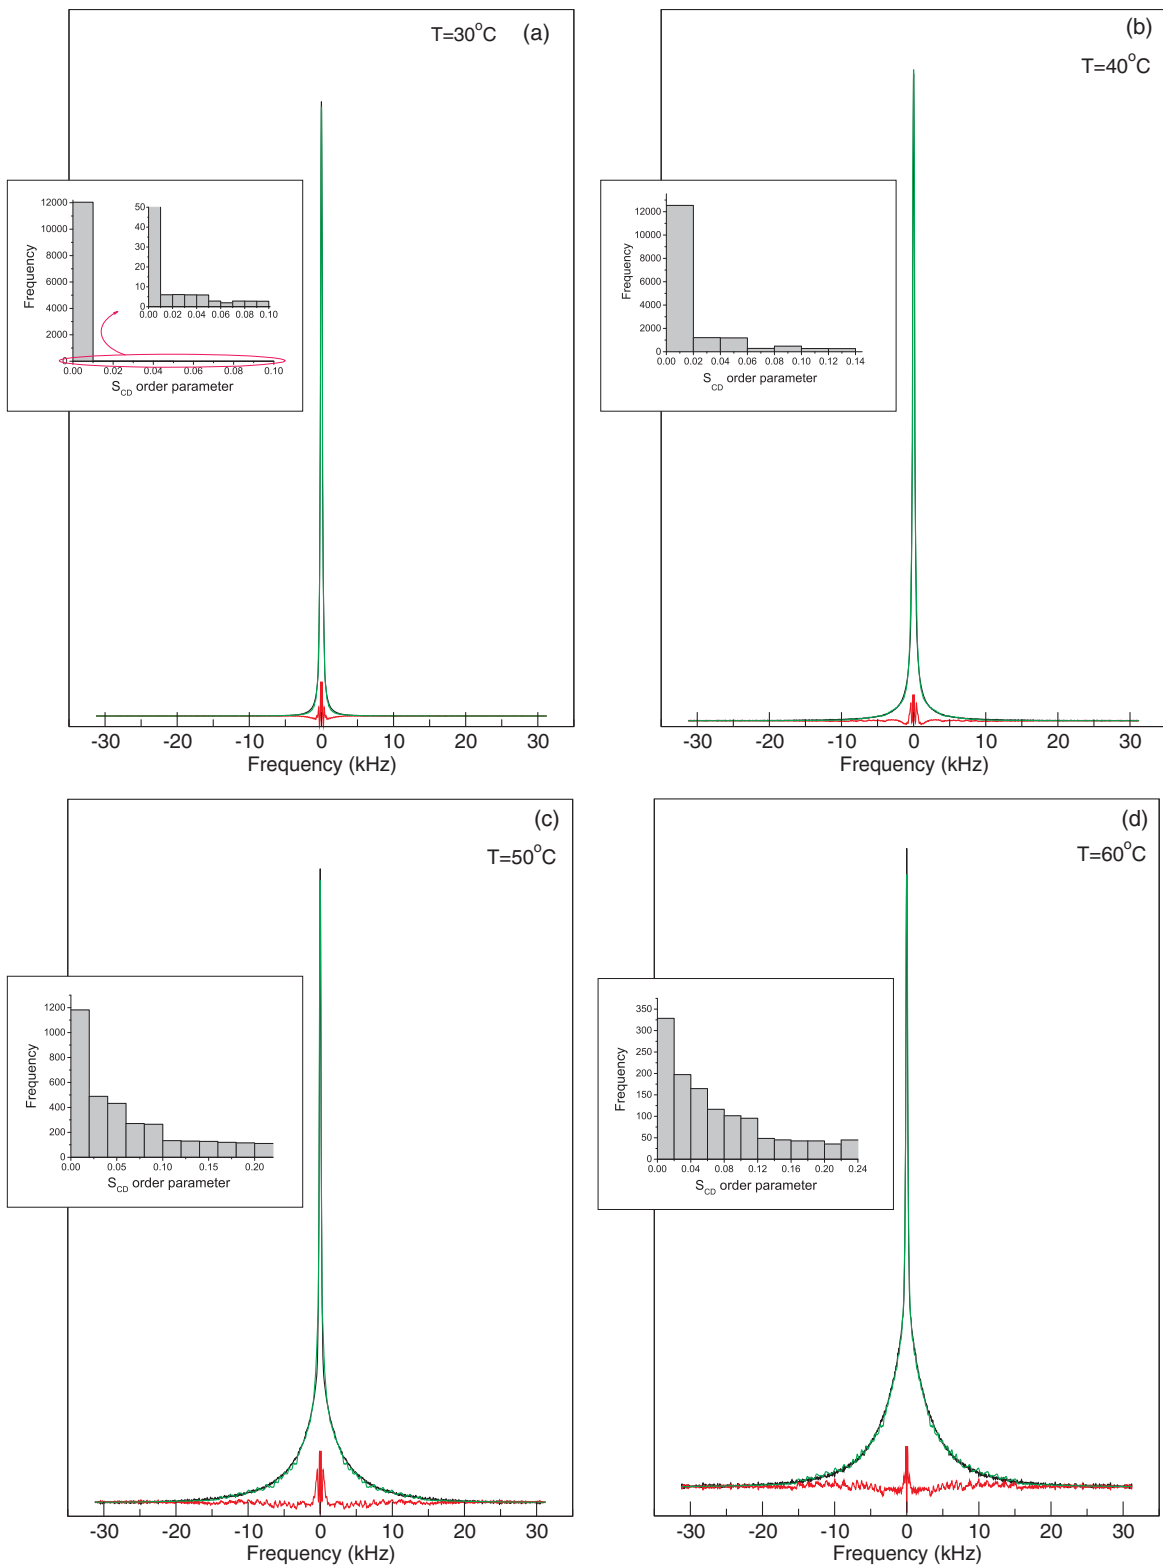 T=30°C (a)
12000
10000
8000
6000
4000
2000
0
Frequency
50
40
30
20
10
0
0.00 0.02 0.04 0.06 0.08 0.10
0.00 0.02 0.04 0.06 0.08 0.10
S_CD order parameter
-30 -20 -10 0 10 20 30
Frequency (kHz)
(b)
T=40°C
12000
10000
8000
6000
4000
2000
0
Frequency
0.00 0.02 0.04 0.06 0.08 0.10 0.12 0.14
S_CD order parameter
-30 -20 -10 0 10 20 30
Frequency (kHz)
(c)
T=50°C
1200
1000
800
600
400
200
0
Frequency
0.00 0.05 0.10 0.15 0.20
S_CD order parameter
-30 -20 -10 0 10 20 30
Frequency (kHz)
(d)
T=60°C
350
300
250
200
150
100
50
0
Frequency
0.00 0.04 0.08 0.12 0.16 0.20 0.24
S_CD order parameter
-30 -20 -10 0 10 20 30
Frequency (kHz)